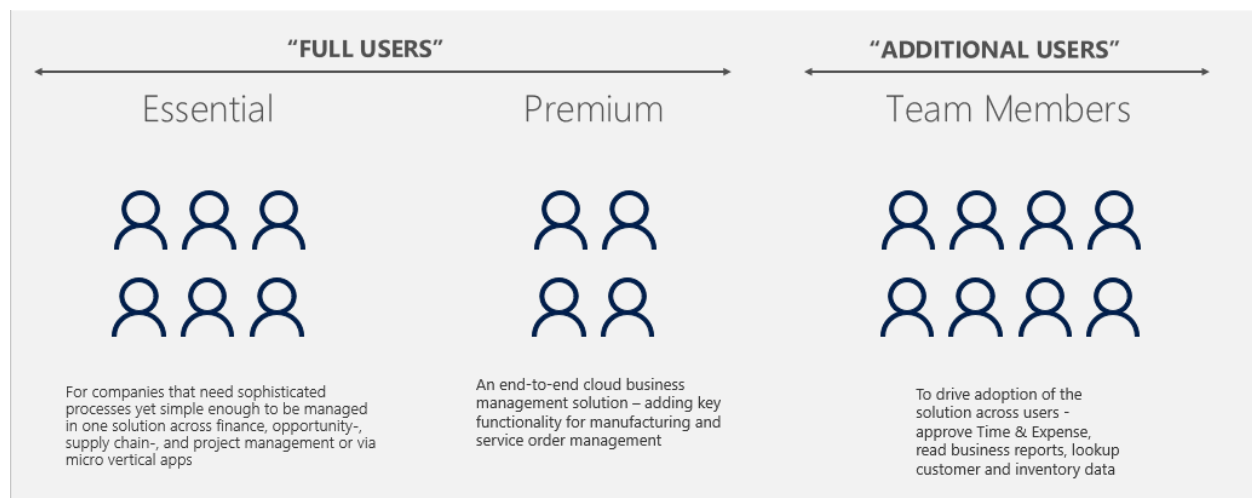 “FULL USERS”
“ADDITIONAL USERS”
Essential
Premium
Team Members
For companies that need sophisticated
processes yet simple enough to be managed
in one solution across finance, opportunity-,
supply chain-, and project management or via
micro vertical apps
An end-to-end cloud business
management solution – adding key
functionality for manufacturing and
service order management
To drive adoption of the
solution across users -
approve Time & Expense,
read business reports, lookup
customer and inventory data